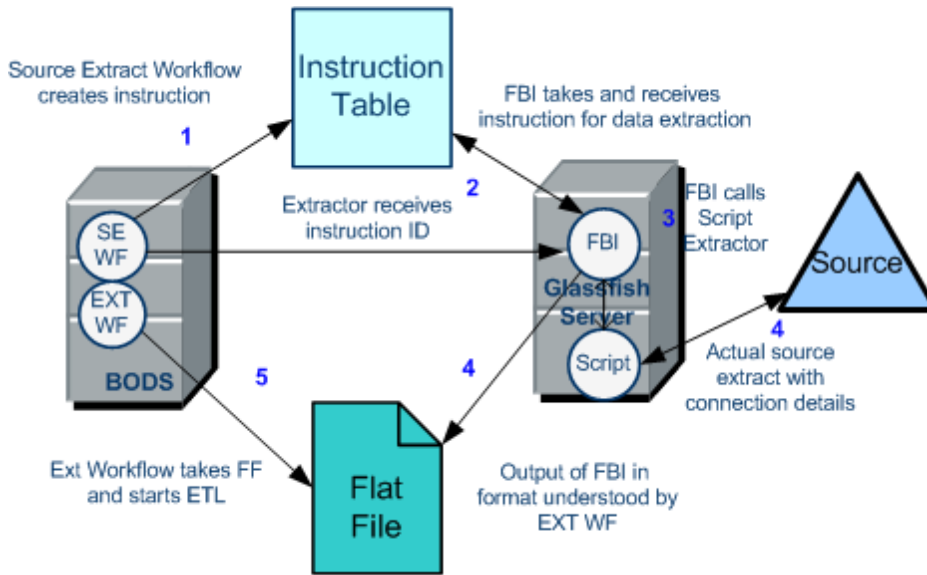 Source Extract Workflow
creates instruction
1
Instruction
Table
FBI takes and receives
instruction for data extraction
2
Extractor receives
instruction ID
SE
WF
EXT
WF
BODS
FBI
Glassfish
Server
Script
3
FBI calls
Script
Extractor
Source
4
Actual source
extract with
connection details
5
4
Ext Workflow takes FF
and starts ETL
Flat
File
Output of FBI in
format understood by
EXT WF